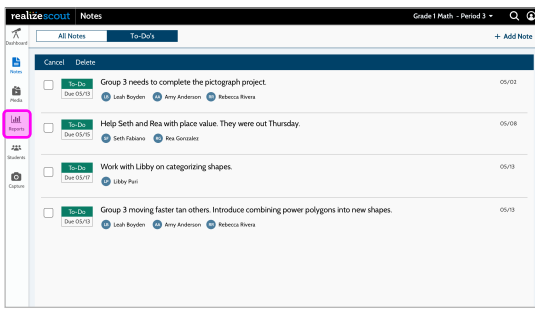 realizescout Notes Grade 1 Math - Period 3
Dashboard
All Notes To-Do's + Add Note
Notes
Cancel Delete
Media
To-Do Group 3 needs to complete the pictograph project. 05/02
Due 05/13 LB Leah Boyden AA Amy Anderson RR Rebecca Rivera
Reports
To-Do Help Seth and Rea with place value. They were out Thursday. 05/08
Due 05/15 SF Seth Fabiano RG Rea Gonzalez
Students
To-Do Work with Libby on categorizing shapes. 05/13
Due 05/17 LP Libby Puri
Capture
To-Do Group 3 moving faster tan others. Introduce combining power polygons into new shapes. 05/13
Due 05/13 LB Leah Boyden AA Amy Anderson RR Rebecca Rivera